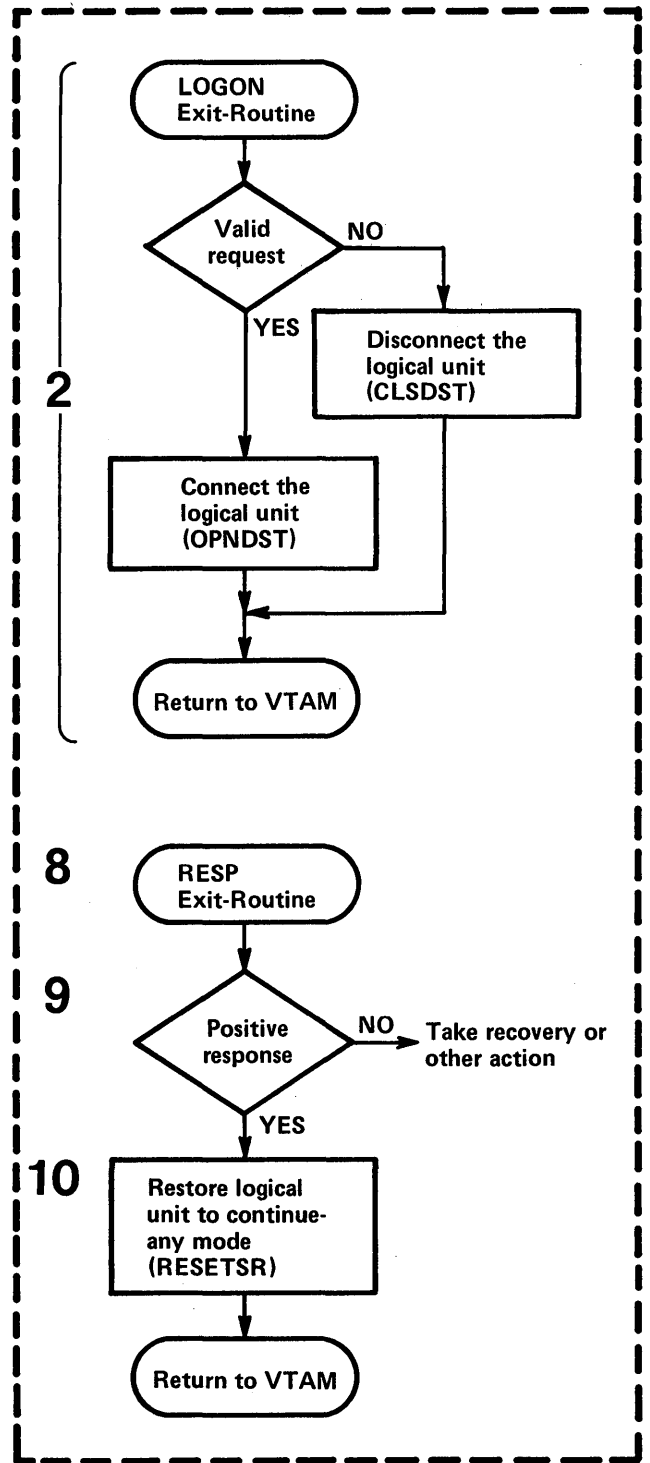 LOGON
Exit-Routine
Valid
request
NO
YES
Disconnect the
logical unit
(CLSDST)
2
Connect the
logical unit
(OPNDST)
Return to VTAM
8
RESP
Exit-Routine
9
Positive
response
NO
Take recovery or
other action
YES
10
Restore logical
unit to continue-
any mode
(RESETSR)
Return to VTAM